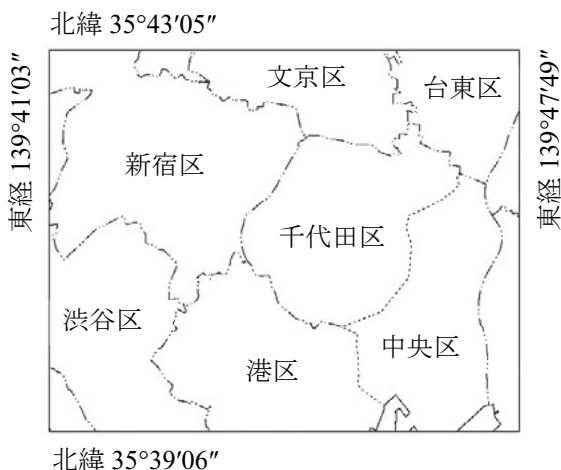 北緯 35°43′05″
東経 139°41′03″
東経 139°47′49″
文京区
台東区
新宿区
千代田区
渋谷区
中央区
港区
北緯 35°39′06″